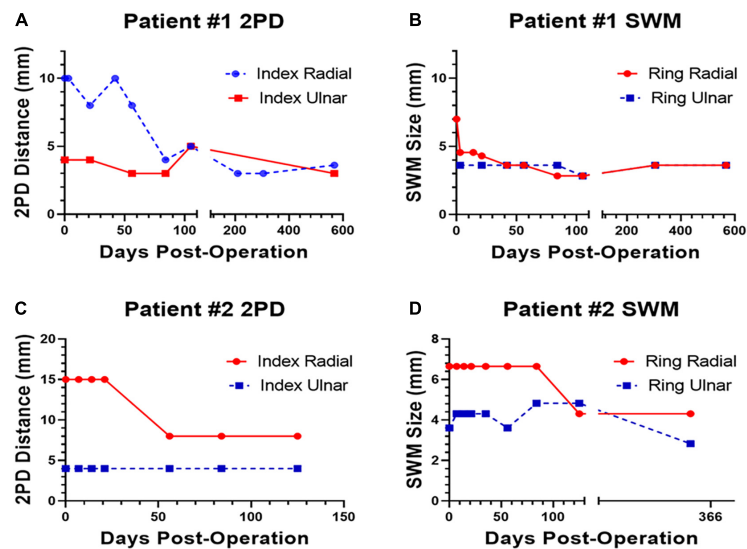 A
Patient #1 2PD
2PD Distance (mm)
10
5
0
Index Radial
Index Ulnar
0 50 100 200 400 600
Days Post-Operation
B
Patient #1 SWM
SWM Size (mm)
10
5
0
Ring Radial
Ring Ulnar
0 50 100 200 400 600
Days Post-Operation
C
Patient #2 2PD
2PD Distance (mm)
20
15
10
5
0
Index Radial
Index Ulnar
0 50 100 150
Days Post-Operation
D
Patient #2 SWM
SWM Size (mm)
8
6
4
2
0
Ring Radial
Ring Ulnar
0 50 100 366
Days Post-Operation